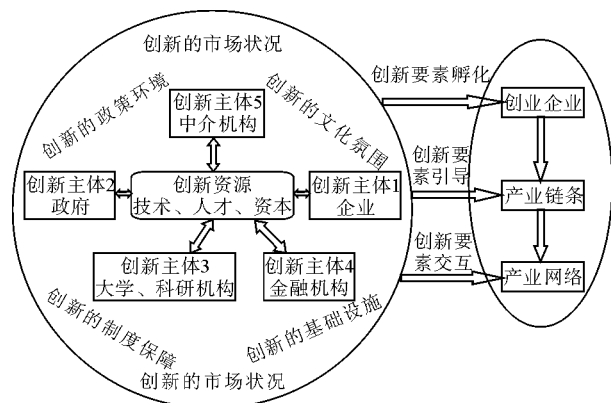 创新的市场状况
创新的政策环境
创新的文化氛围
创新主体5
中介机构
创新主体2
政府
创新资源
技术、人才、资本
创新主体1
企业
创新主体3
大学、科研机构
创新主体4
金融机构
创新的制度保障
创新的基础设施
创新的市场状况
创新要素孵化
创新要
素引导
创新要
素交互
创业企业
产业链条
产业网络